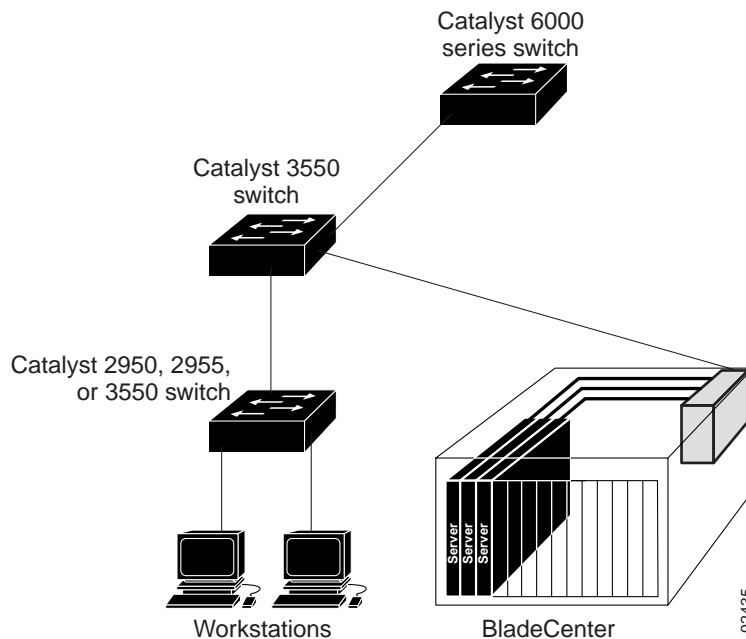 Catalyst 6000
series switch
Catalyst 3550
switch
Catalyst 2950, 2955,
or 3550 switch
Server
Server
Server
Workstations
BladeCenter